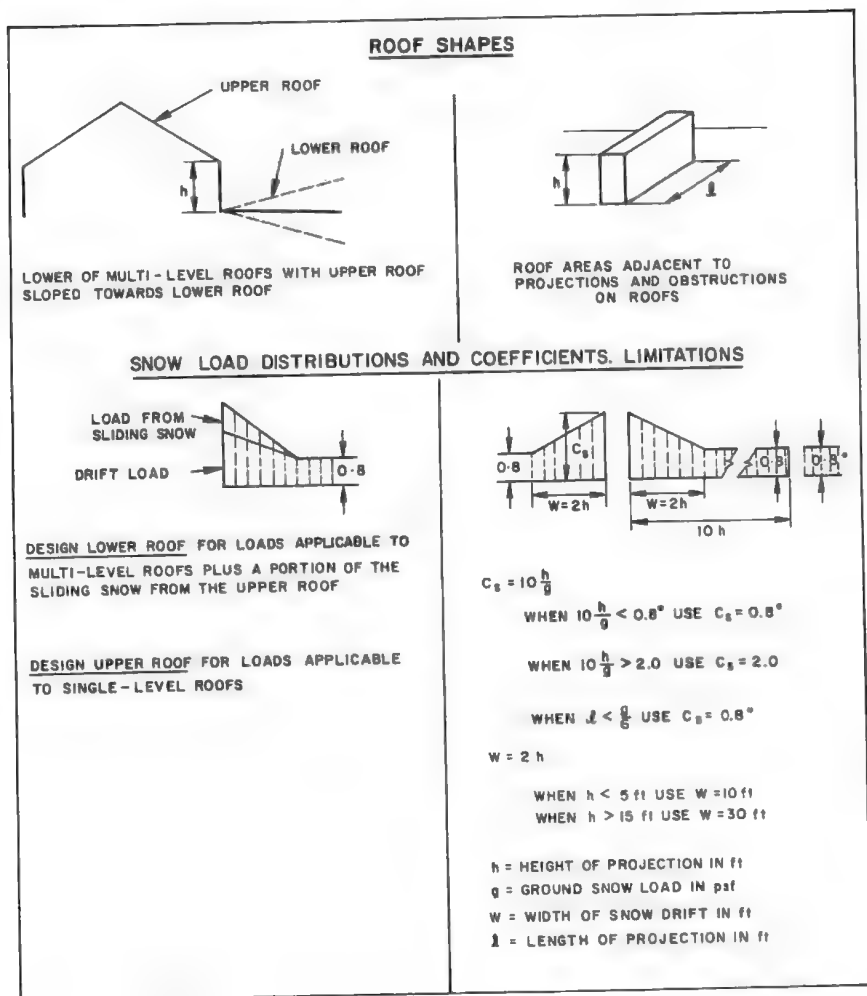 ROOF SHAPES
UPPER ROOF
LOWER ROOF
h
LOWER OF MULTI-LEVEL ROOFS WITH UPPER ROOF
SLOPED TOWARDS LOWER ROOF
h
l
ROOF AREAS ADJACENT TO
PROJECTIONS AND OBSTRUCTIONS
ON ROOFS
SNOW LOAD DISTRIBUTIONS AND COEFFICIENTS. LIMITATIONS
LOAD FROM
SLIDING SNOW
DRIFT LOAD
0·8
DESIGN LOWER ROOF FOR LOADS APPLICABLE TO
MULTI-LEVEL ROOFS PLUS A PORTION OF THE
SLIDING SNOW FROM THE UPPER ROOF
DESIGN UPPER ROOF FOR LOADS APPLICABLE
TO SINGLE-LEVEL ROOFS
0·8
Cs
W=2h
W=2h
0·8
0·8*
10 h
Cs = 10 h/g
WHEN 10 h/g < 0.8* USE Cs = 0.8*
WHEN 10 h/g > 2.0 USE Cs = 2.0
WHEN l < g/6 USE Cs = 0.8*
W = 2 h
WHEN h < 5 ft USE W = 10 ft
WHEN h > 15 ft USE W = 30 ft
h = HEIGHT OF PROJECTION IN ft
g = GROUND SNOW LOAD IN psf
W = WIDTH OF SNOW DRIFT IN ft
l = LENGTH OF PROJECTION IN ft